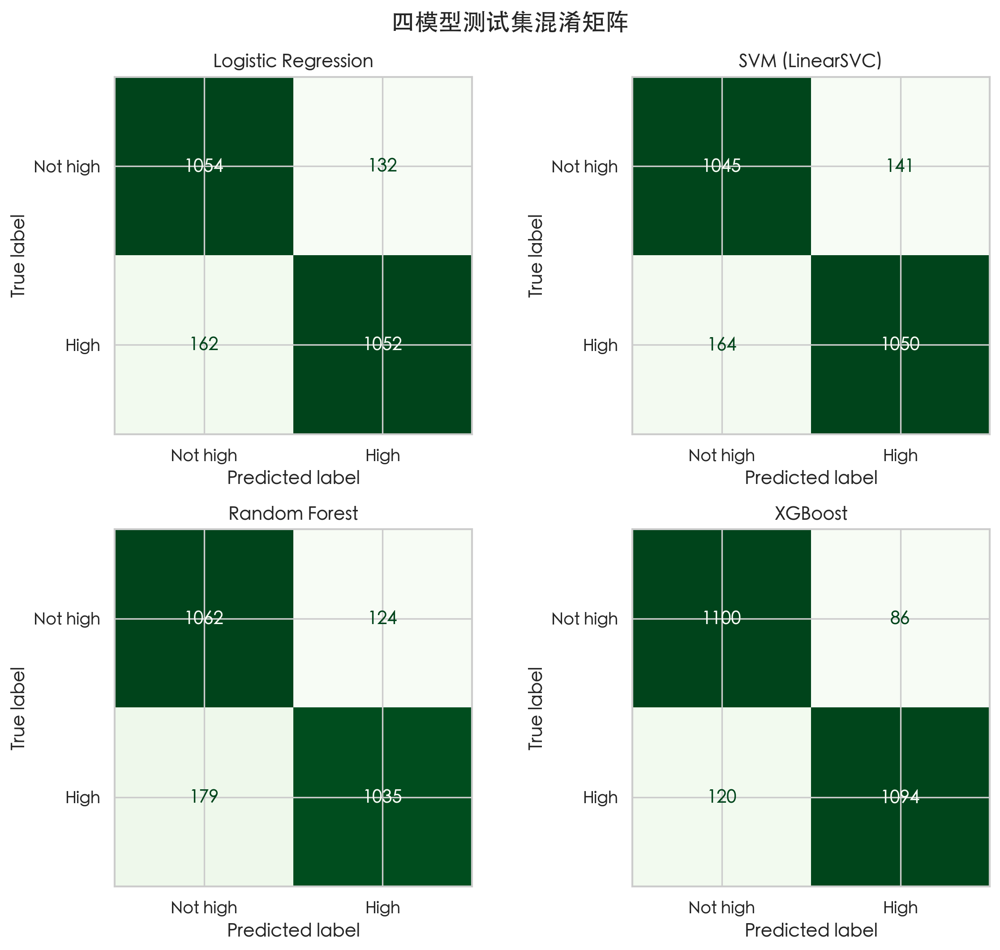 四模型测试集混淆矩阵
Logistic Regression
True label
Not high
1054
132
High
162
1052
Not high
High
Predicted label
SVM (LinearSVC)
True label
Not high
1045
141
High
164
1050
Not high
High
Predicted label
Random Forest
True label
Not high
1062
124
High
179
1035
Not high
High
Predicted label
XGBoost
True label
Not high
1100
86
High
120
1094
Not high
High
Predicted label